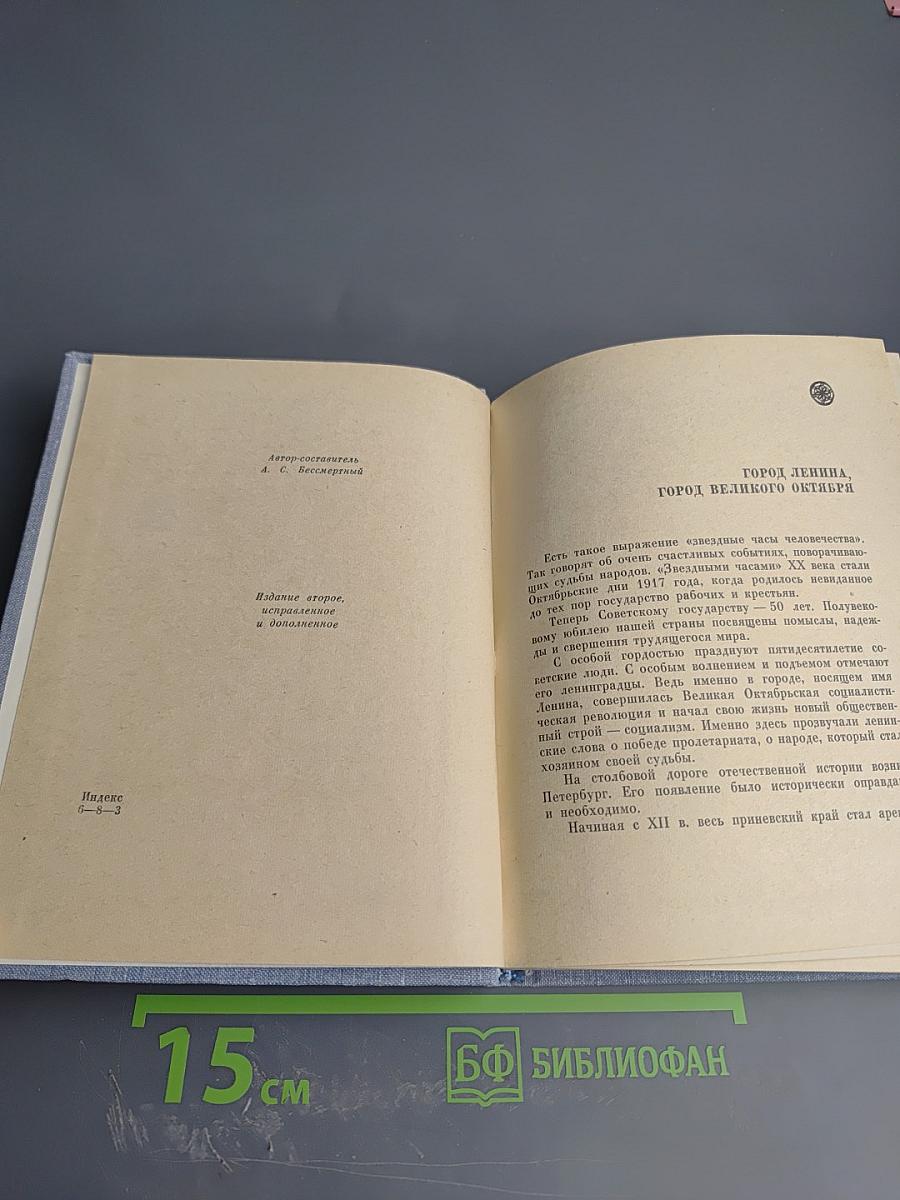 Автор-составитель
А. С. Бессмертный
Издание второе,
исправленное
и дополненное
Индекс
6—8—3
ГОРОД ЛЕНИНА,
ГОРОД ВЕЛИКОГО ОКТЯБРЯ
Есть такое выражение «звездные часы человечества».
Так говорят об очень счастливых событиях, поворачиваю-
щих судьбы народов. «Звездными часами» XX века стали
Октябрьские дни 1917 года, когда родилось невиданное
до тех пор государство рабочих и крестьян.
Теперь Советскому государству — 50 лет. Полувеко-
вому юбилею нашей страны посвящены помыслы, надеж-
ды и свершения трудящегося мира.
С особой гордостью празднуют пятидесятилетие со-
ветские люди. С особым волнением и подъемом отмечают
его ленинградцы. Ведь именно в городе, носящем имя
Ленина, совершилась Великая Октябрьская социалисти-
ческая революция и начал свою жизнь новый обществен-
ный строй — социализм. Именно здесь прозвучали ленин-
ские слова о победе пролетариата, о народе, который стал
хозяином своей судьбы.
На столбовой дороге отечественной истории возни
Петербург. Его появление было исторически оправда
и необходимо.
Начиная с XII в. весь приневский край стал аре
15 см
БФ БИБЛИОФАН